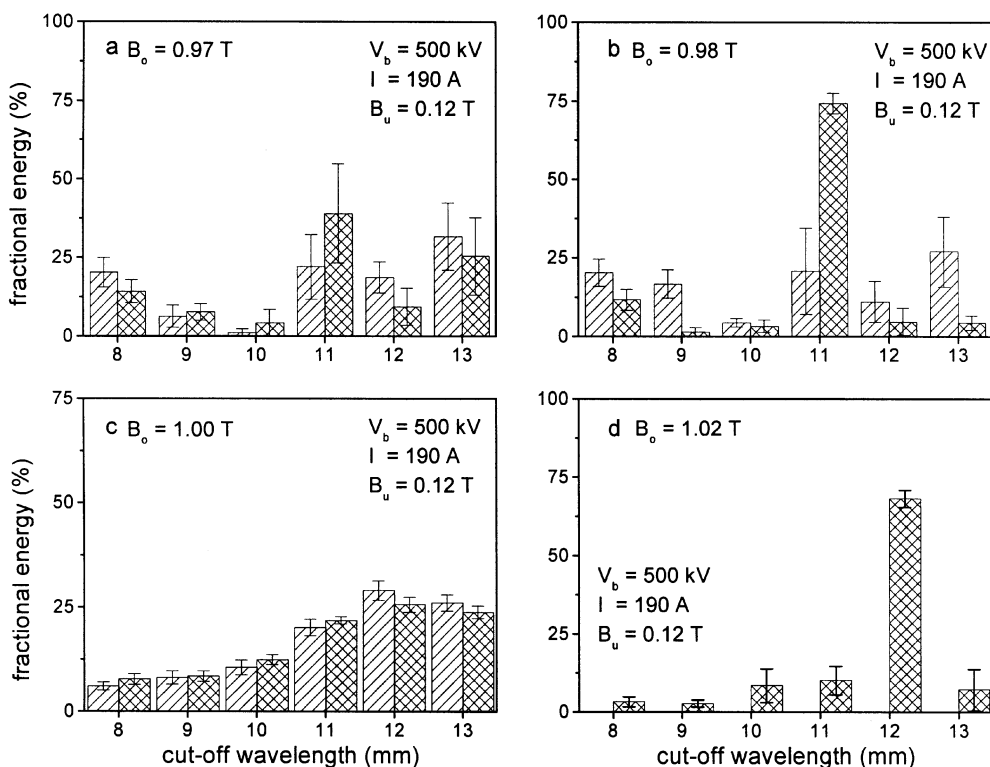 100
75
50
25
0
fractional energy (%)
a B_o = 0.97 T
V_b = 500 kV
I = 190 A
B_u = 0.12 T
8 9 10 11 12 13
100
75
50
25
0
b B_o = 0.98 T
V_b = 500 kV
I = 190 A
B_u = 0.12 T
8 9 10 11 12 13
75
50
25
0
fractional energy (%)
c B_o = 1.00 T
V_b = 500 kV
I = 190 A
B_u = 0.12 T
8 9 10 11 12 13
cut-off wavelength (mm)
100
75
50
25
0
d B_o = 1.02 T
V_b = 500 kV
I = 190 A
B_u = 0.12 T
8 9 10 11 12 13
cut-off wavelength (mm)